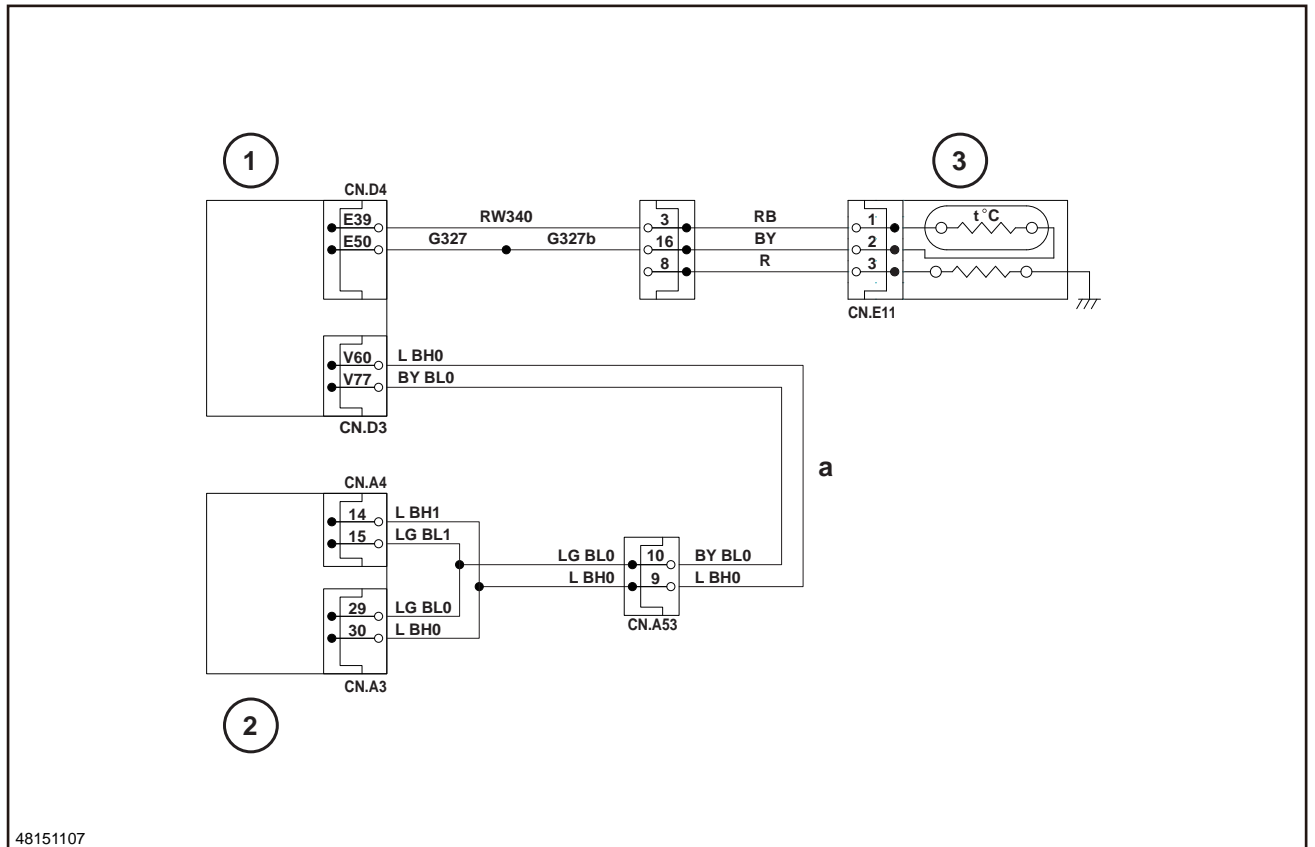 1
3
CN.D4
E39
RW340
3
RB
1
t°C
E50
G327
G327b
16
BY
2
8
R
3
CN.E11
V60
L BH0
V77
BY BL0
CN.D3
a
CN.A4
14
L BH1
15
LG BL1
LG BL0
10
BY BL0
L BH0
9
L BH0
29
LG BL0
30
L BH0
CN.A53
CN.A3
2
48151107